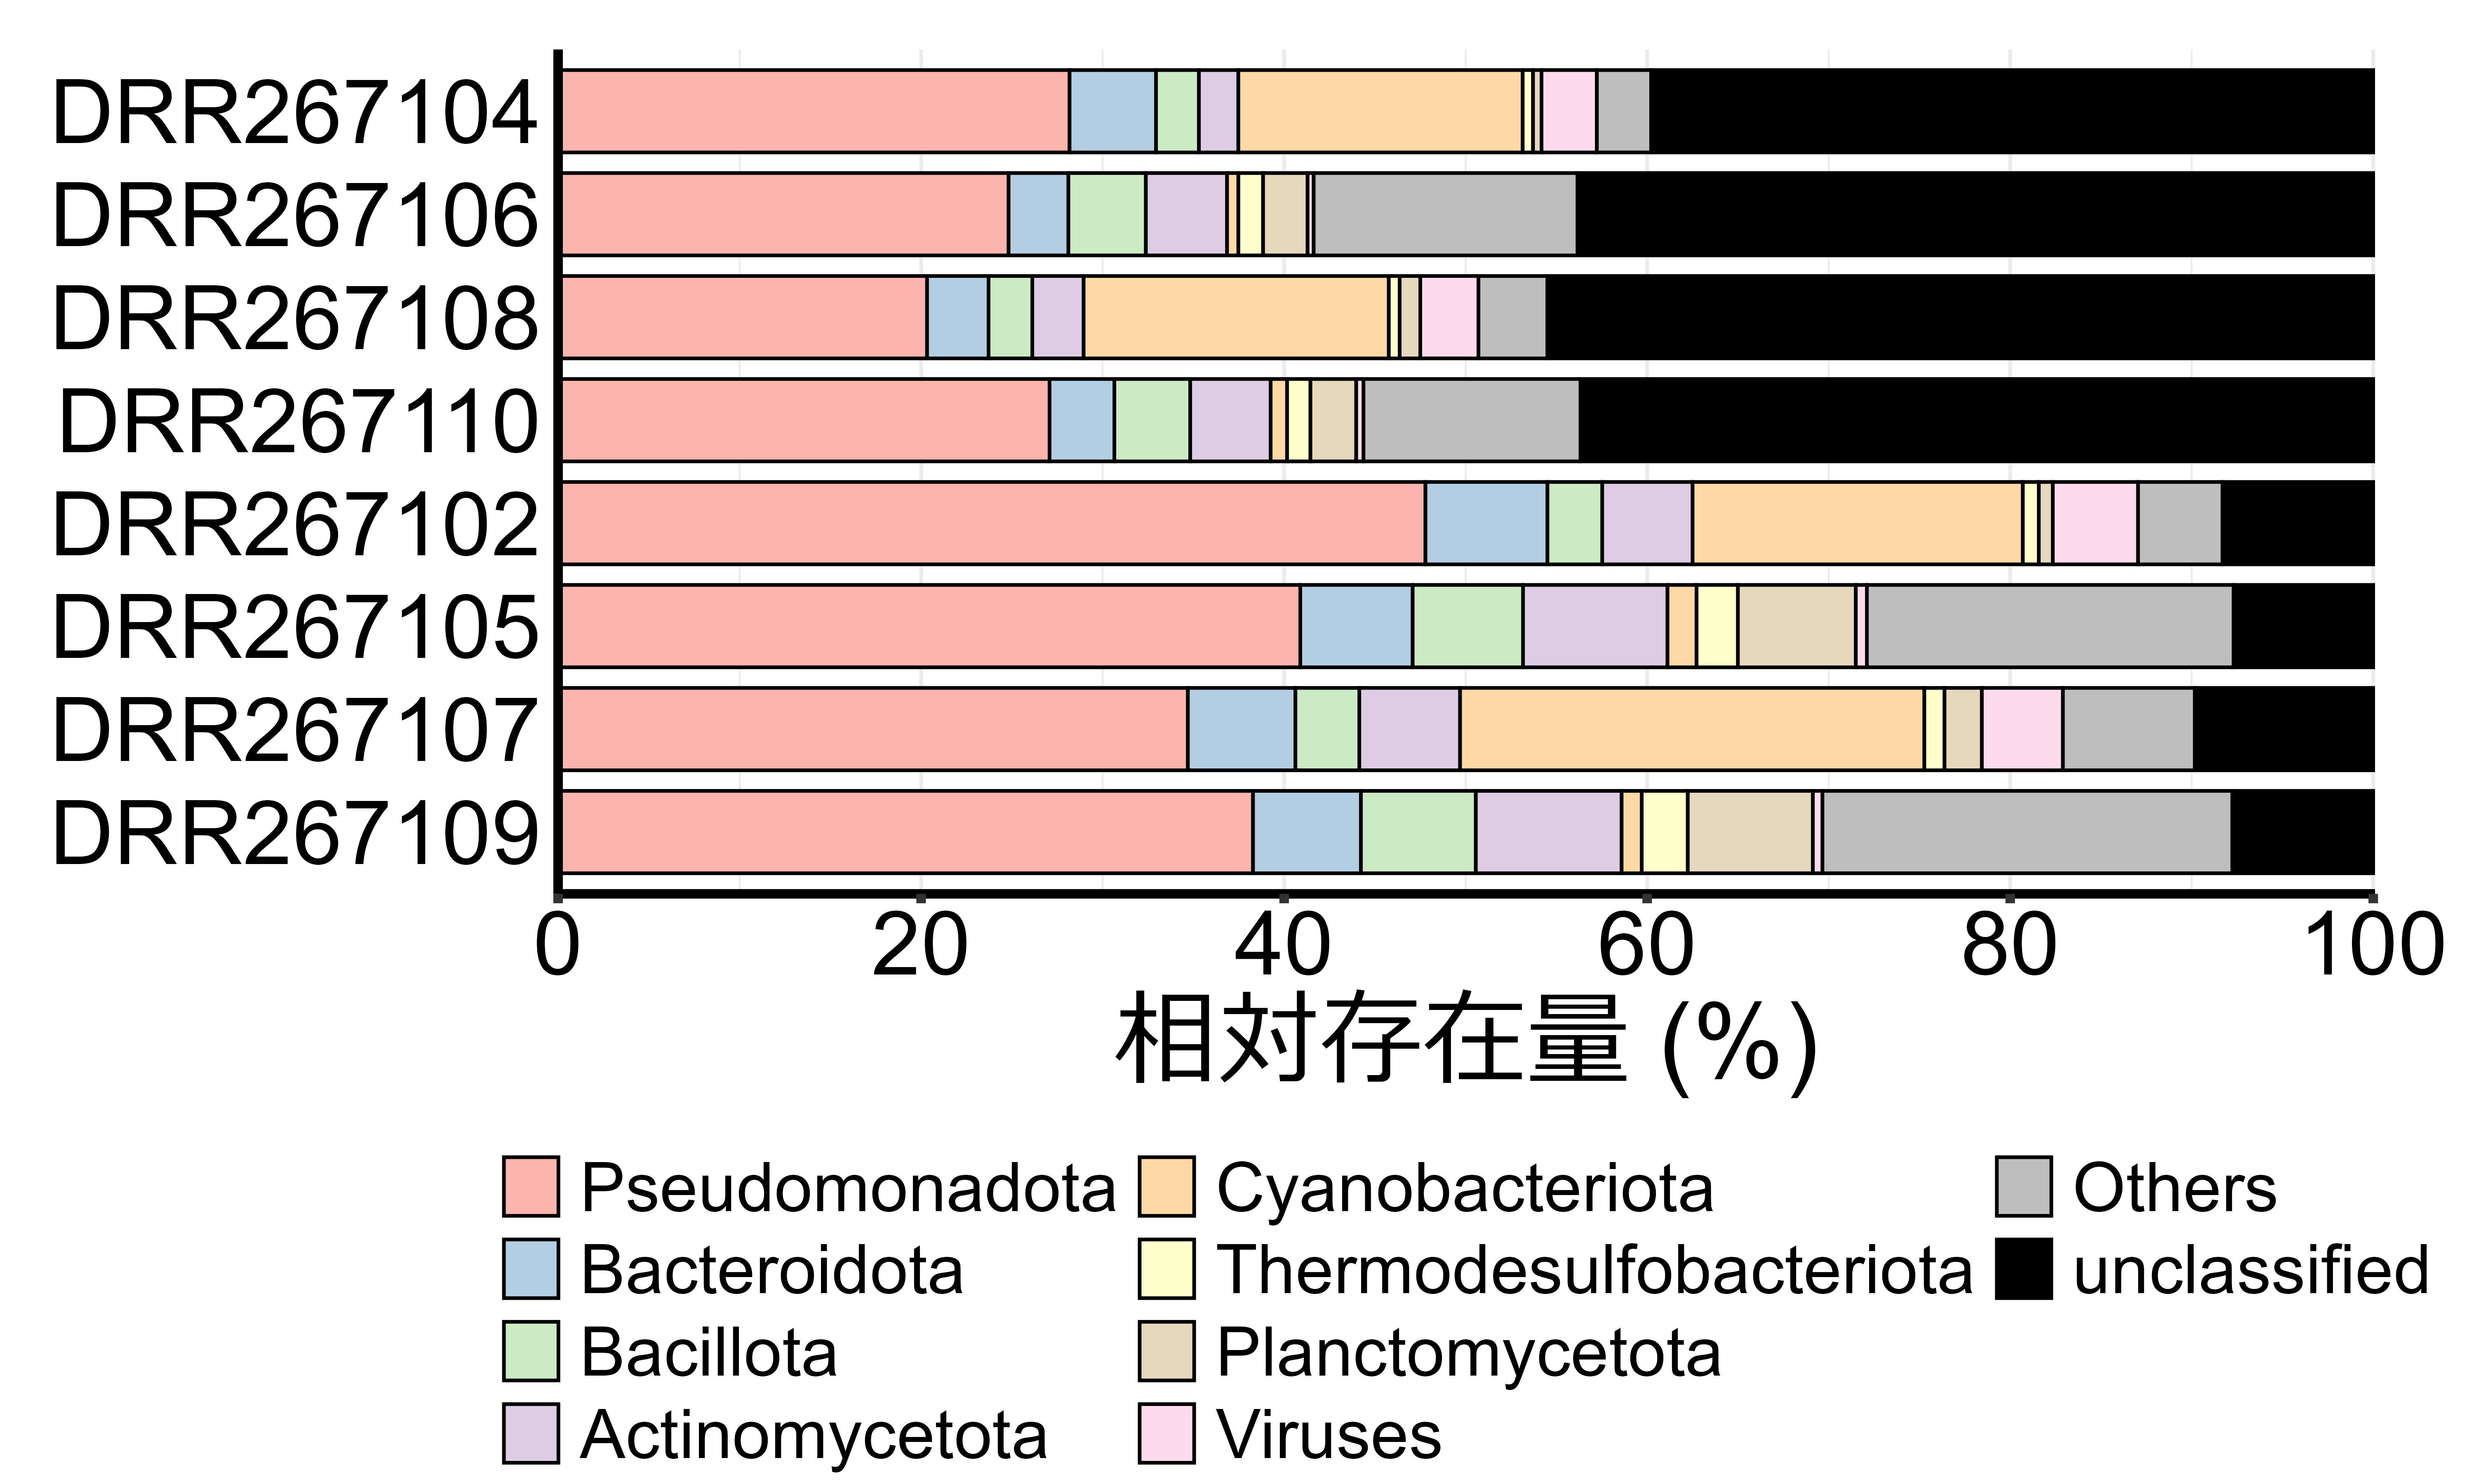 DRR267104
DRR267106
DRR267108
DRR267110
DRR267102
DRR267105
DRR267107
DRR267109
0 20 40 60 80 100
相対存在量 (%)
Pseudomonadota Cyanobacteriota Others
Bacteroidota Thermodesulfobacteriota unclassified
Bacillota Planctomycetota
Actinomycetota Viruses